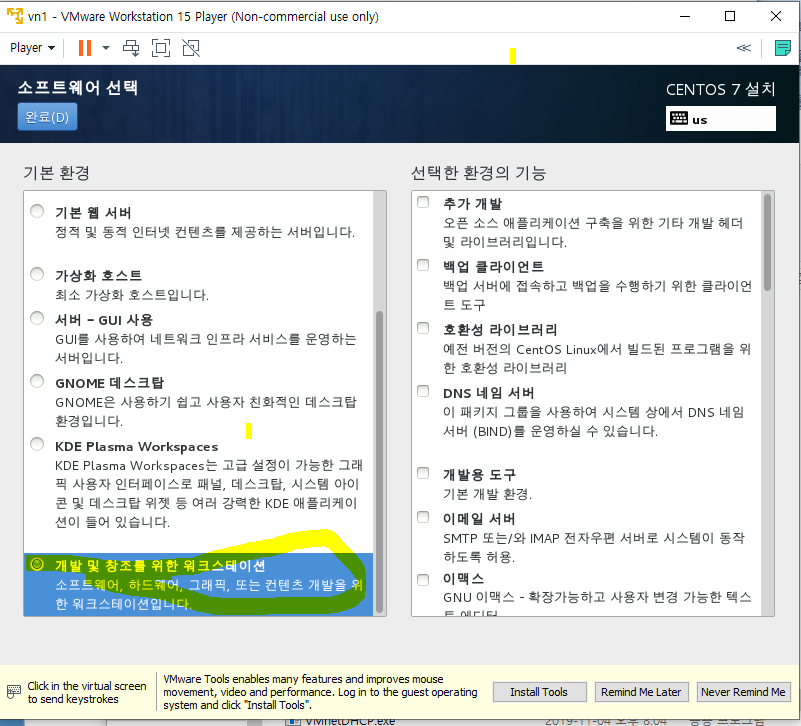 vn1 - VMware Workstation 15 Player (Non-commercial use only)
Player
소프트웨어 선택
CENTOS 7 설치
완료(D)
us
기본 환경
기본 웹 서버
정적 및 동적 인터넷 컨텐츠를 제공하는 서버입니다.
가상화 호스트
최소 가상화 호스트입니다.
서버 – GUI 사용
GUI를 사용하여 네트워크 인프라 서비스를 운영하는
서버입니다.
GNOME 데스크탑
GNOME은 사용하기 쉽고 사용자 친화적인 데스크탑
환경입니다.
KDE Plasma Workspaces
KDE Plasma Workspaces는 고급 설정이 가능한 그래
픽 사용자 인터페이스로 패널, 데스크탑, 시스템 아이
콘 및 데스크탑 위젯 등 여러 강력한 KDE 애플리케이
션이 들어 있습니다.
개발 및 창조를 위한 워크스테이션
소프트웨어, 하드웨어, 그래픽, 또는 컨텐츠 개발을 위
한 워크스테이션입니다.
선택한 환경의 기능
추가 개발
오픈 소스 애플리케이션 구축을 위한 기타 개발 헤더
및 라이브러리입니다.
백업 클라이언트
백업 서버에 접속하고 백업을 수행하기 위한 클라이언
트 도구
호환성 라이브러리
예전 버전의 CentOS Linux에서 빌드된 프로그램을 위
한 호환성 라이브러리
DNS 네임 서버
이 패키지 그룹을 사용하여 시스템 상에서 DNS 네임
서버 (BIND)를 운영하실 수 있습니다.
개발용 도구
기본 개발 환경.
이메일 서버
SMTP 또는/와 IMAP 전자우편 서버로 시스템이 동작
하도록 허용.
이맥스
GNU 이맥스 – 확장가능하고 사용자 변경 가능한 텍스
트 에디터
Click in the virtual screen
to send keystrokes
VMware Tools enables many features and improves mouse
movement, video and performance. Log in to the guest operating
system and click "Install Tools".
Install Tools
Remind Me Later
Never Remind Me
VMnetDHCP.exe
2019-11-04 오후 8:04
응용 프로그램